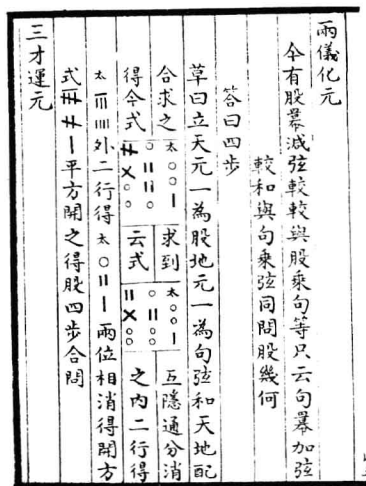 兩儀化元
今有股冪減弦較較與股乘句等只云句冪加弦
較和與句乘弦同問股幾何
答曰四步
草曰立天元一為股地元一為句弦和天地配
合求之 求到 互隱通分消
得今式 云式 之內二行得
太 外二行得太○〢〡兩位相消得開方
式 平方開之得股四步合問
三才運元